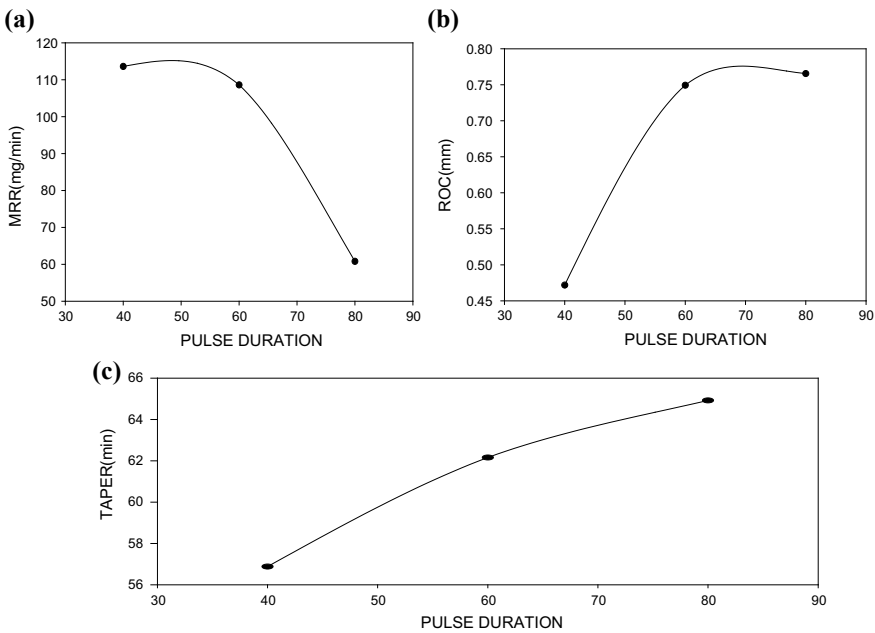 (a)
120
110
100
90
80
70
60
50
MRR(mg/min)
30 40 50 60 70 80 90
PULSE DURATION
(b)
0.80
0.75
0.70
0.65
0.60
0.55
0.50
0.45
ROC(mm)
30 40 50 60 70 80 90
PULSE DURATION
(c)
66
64
62
60
58
56
TAPER(min)
30 40 50 60 70 80 90
PULSE DURATION